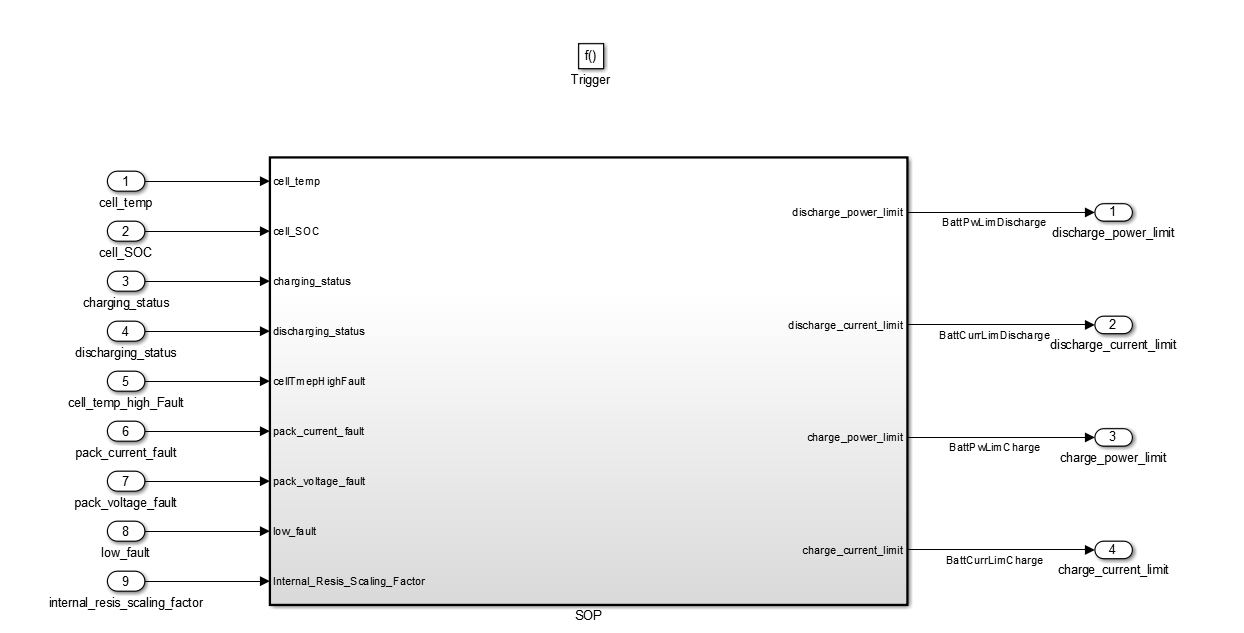 f()
Trigger
1
cell_temp
cell_temp
2
cell_SOC
cell_SOC
3
charging_status
charging_status
4
discharging_status
discharging_status
5
cell_temp_high_Fault
cellTmepHighFault
6
pack_current_fault
pack_current_fault
7
pack_voltage_fault
pack_voltage_fault
8
low_fault
low_fault
9
internal_resis_scaling_factor
Internal_Resis_Scaling_Factor
discharge_power_limit
BattPwLimDischarge
1
discharge_power_limit
discharge_current_limit
BattCurrLimDischarge
2
discharge_current_limit
charge_power_limit
BattPwLimCharge
3
charge_power_limit
charge_current_limit
BattCurrLimCharge
4
charge_current_limit
SOP